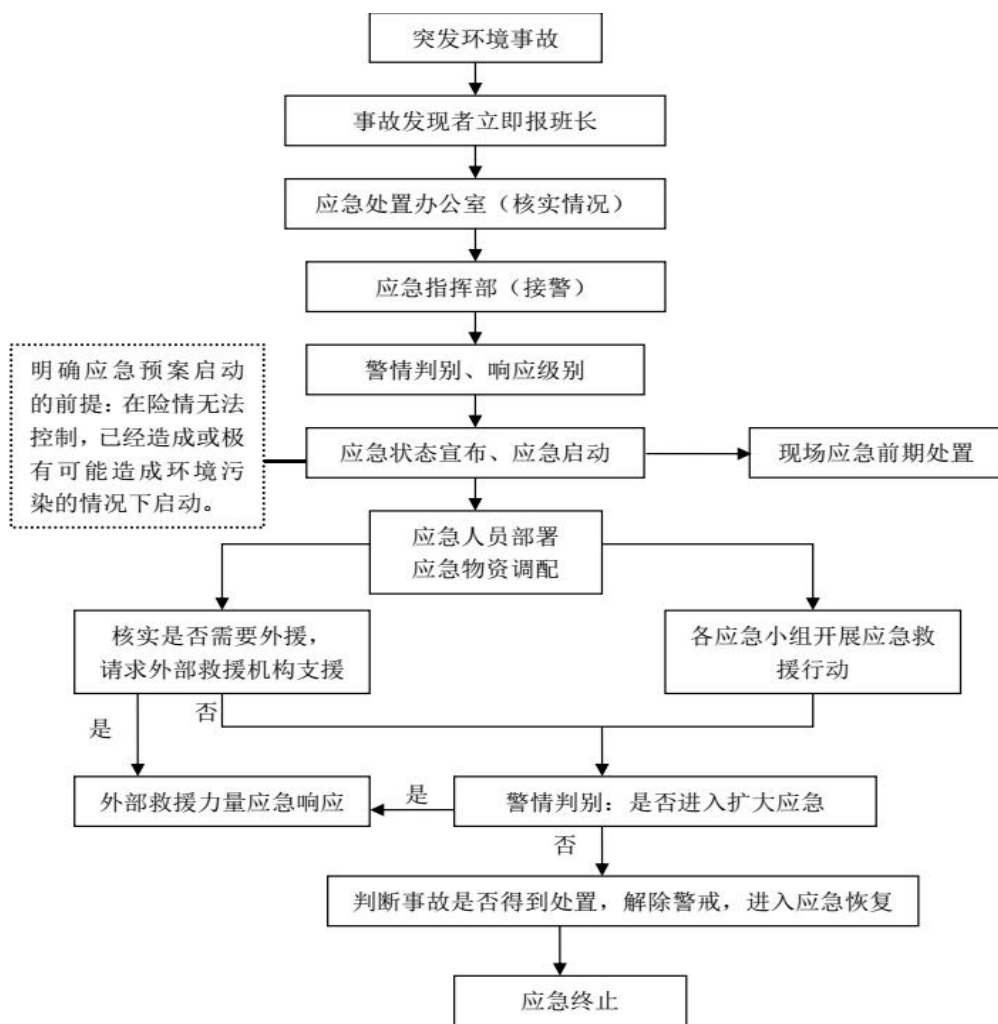 突发环境事故
事故发现者立即报班长
应急处置办公室（核实情况）
应急指挥部（接警）
警情判别、响应级别
明确应急预案启动
的前提：在险情无法
控制，已经造成或极
有可能造成环境污
染的情况下启动。
应急状态宣布、应急启动
现场应急前期处置
应急人员部署
应急物资调配
核实是否需要外援，
请求外部救援机构支援
各应急小组开展应急救
援行动
是
否
外部救援力量应急响应
是
警情判别：是否进入扩大应急
否
判断事故是否得到处置，解除警戒，进入应急恢复
应急终止